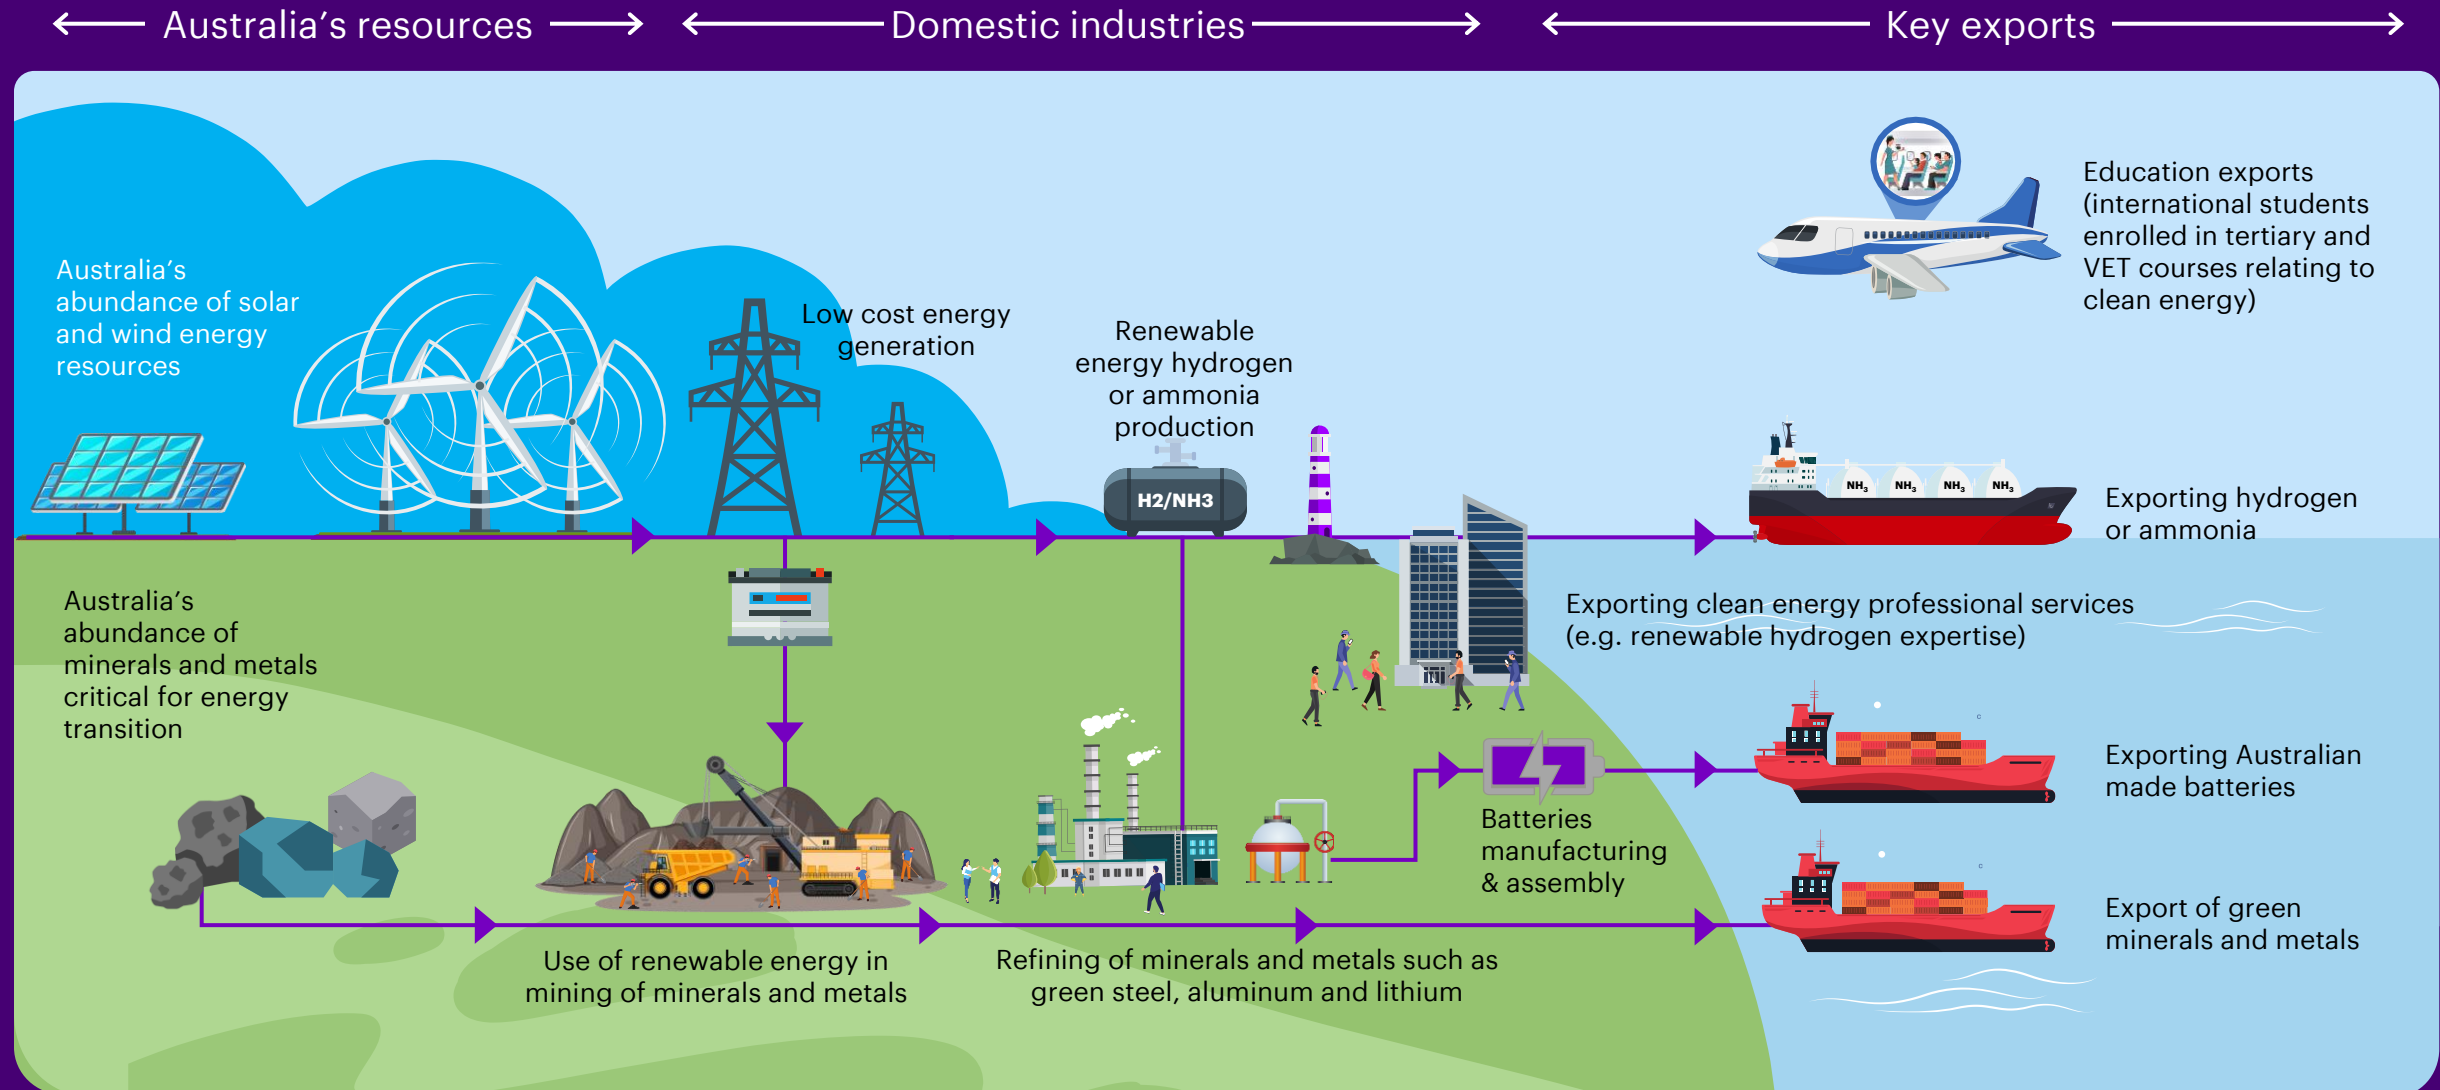 Australia's resources
Domestic industries
Key exports
Education exports
(international students
enrolled in tertiary and
VET courses relating to
clean energy)
Australia's
abundance of solar
and wind energy
resources
Low cost energy
generation
Renewable
energy hydrogen
or ammonia
production
H2/NH3
NH3
NH3
NH3
NH3
Exporting hydrogen
or ammonia
Australia's
abundance of
minerals and metals
critical for energy
transition
Exporting clean energy professional services
(e.g. renewable hydrogen expertise)
Exporting Australian
made batteries
Batteries
manufacturing
& assembly
Export of green
minerals and metals
Use of renewable energy in
mining of minerals and metals
Refining of minerals and metals such as
green steel, aluminum and lithium